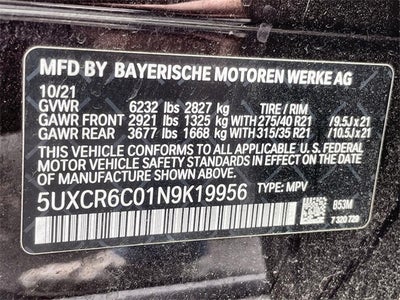 MFD BY BAYERISCHE MOTOREN WERKE AG
10/21
GVWR 6232 lbs 2827 kg TIRE / RIM
GAWR FRONT 2921 lbs 1325 kg WITH 275/40 R21 /9.5J x 21
GAWR REAR 3677 lbs 1668 kg WITH 315/35 R21 /10.5J x 21
THIS VEHICLE CONFORMS TO ALL APPLICABLE U. S. FEDERAL
MOTOR VEHICLE SAFETY STANDARDS IN EFFECT ON THE DATE
OF MANUFACTURE SHOWN ABOVE.
5UXCR6C01N9K19956 TYPE: MPV
B53M
7 320 729